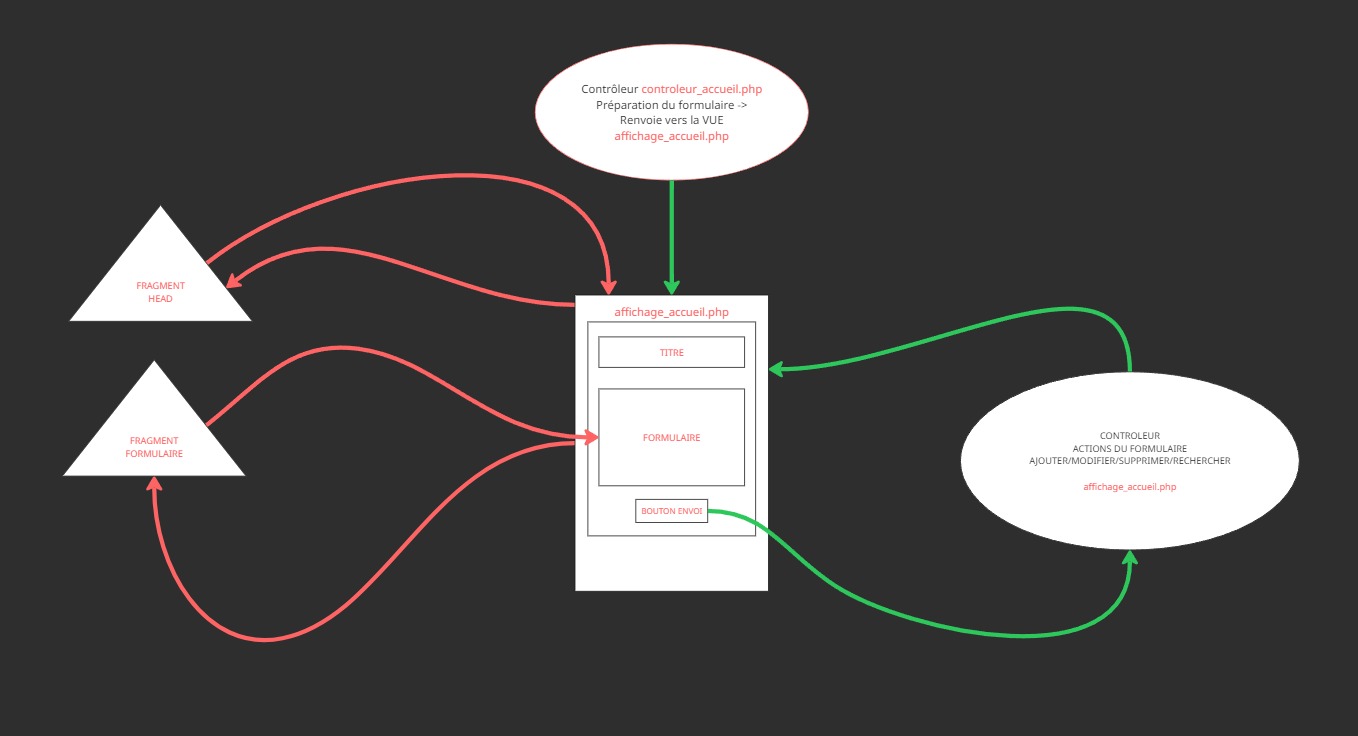 Contrôleur controleur_accueil.php
Préparation du formulaire ->
Renvoie vers la VUE
affichage_accueil.php
FRAGMENT
HEAD
affichage_accueil.php
TITRE
FRAGMENT
FORMULAIRE
FORMULAIRE
BOUTON ENVOI
CONTROLEUR
ACTIONS DU FORMULAIRE
AJOUTER/MODIFIER/SUPPRIMER/RECHERCHER
affichage_accueil.php